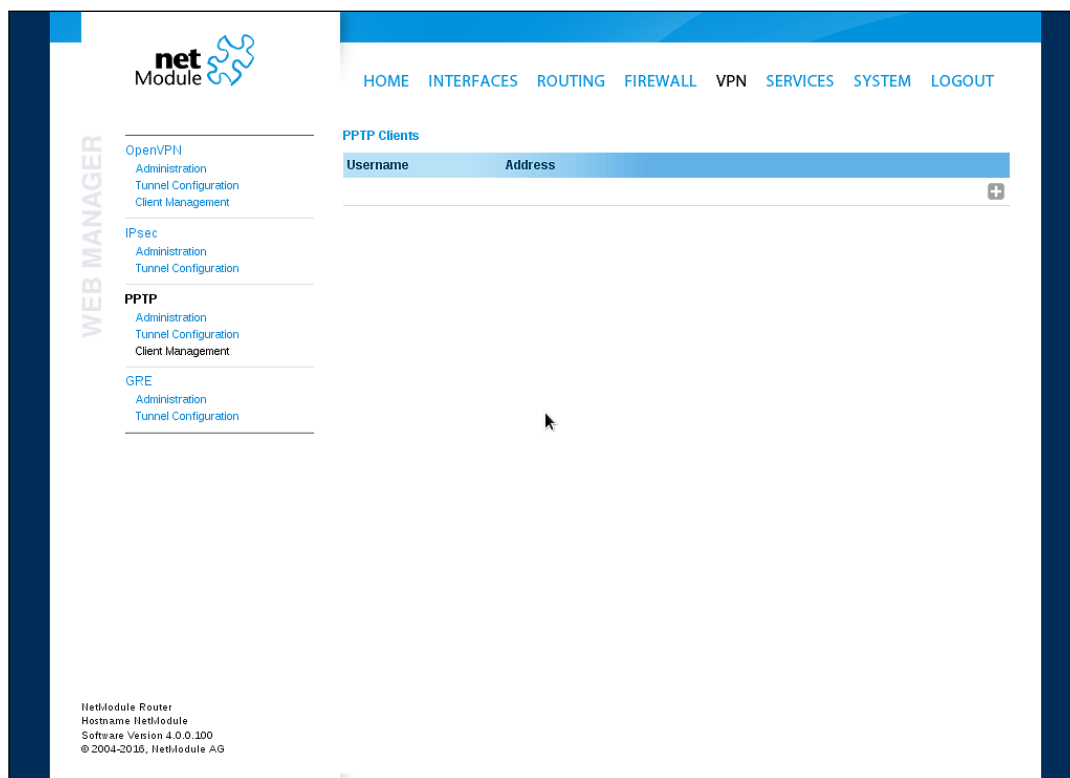 net
Module
HOME INTERFACES ROUTING FIREWALL VPN SERVICES SYSTEM LOGOUT
WEB MANAGER
OpenVPN
Administration
Tunnel Configuration
Client Management
IPsec
Administration
Tunnel Configuration
PPTP
Administration
Tunnel Configuration
Client Management
GRE
Administration
Tunnel Configuration
PPTP Clients
Username Address
NetModule Router
Hostname NetModule
Software Version 4.0.0.100
© 2004-2016, NetModule AG